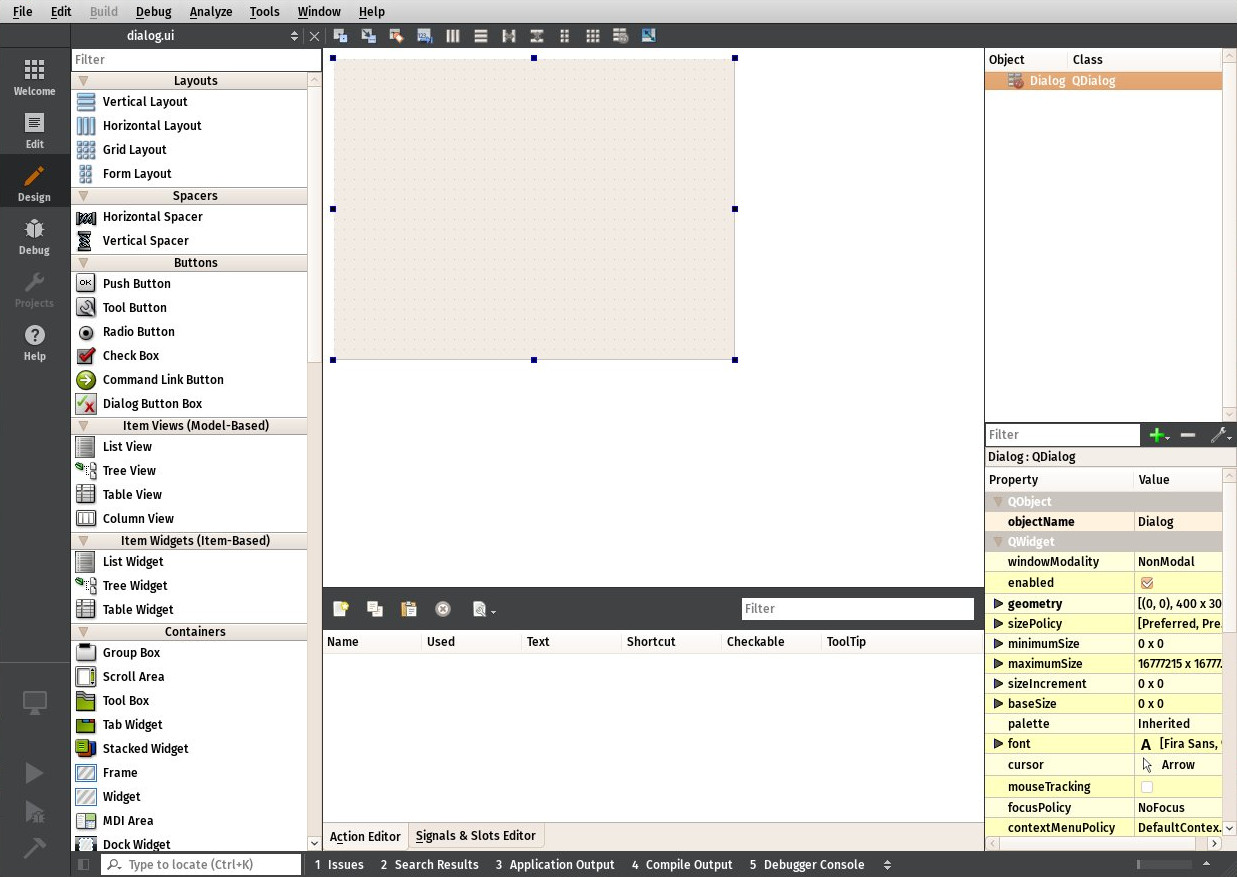 File Edit Build Debug Analyze Tools Window Help
dialog.ui
Welcome
Edit
Design
Debug
Projects
Help
Filter
Layouts
Vertical Layout
Horizontal Layout
Grid Layout
Form Layout
Spacers
Horizontal Spacer
Vertical Spacer
Buttons
OK Push Button
Tool Button
Radio Button
Check Box
Command Link Button
Dialog Button Box
Item Views (Model-Based)
List View
Tree View
Table View
Column View
Item Widgets (Item-Based)
List Widget
Tree Widget
Table Widget
Containers
Group Box
Scroll Area
Tool Box
Tab Widget
Stacked Widget
Frame
Widget
MDI Area
Dock Widget
Filter
Name Used Text Shortcut Checkable ToolTip
Action Editor Signals & Slots Editor
Object Class
Dialog QDialog
Filter
Dialog : QDialog
Property Value
QObject
objectName Dialog
QWidget
windowModality NonModal
enabled
geometry [(0, 0), 400 x 30
sizePolicy [Preferred, Pre.
minimumSize 0 x 0
maximumSize 16777215 x 16777.
sizeIncrement 0 x 0
baseSize 0 x 0
palette Inherited
font A [Fira Sans,
cursor Arrow
mouseTracking
focusPolicy NoFocus
contextMenuPolicy DefaultContex.
Type to locate (Ctrl+K) 1 Issues 2 Search Results 3 Application Output 4 Compile Output 5 Debugger Console